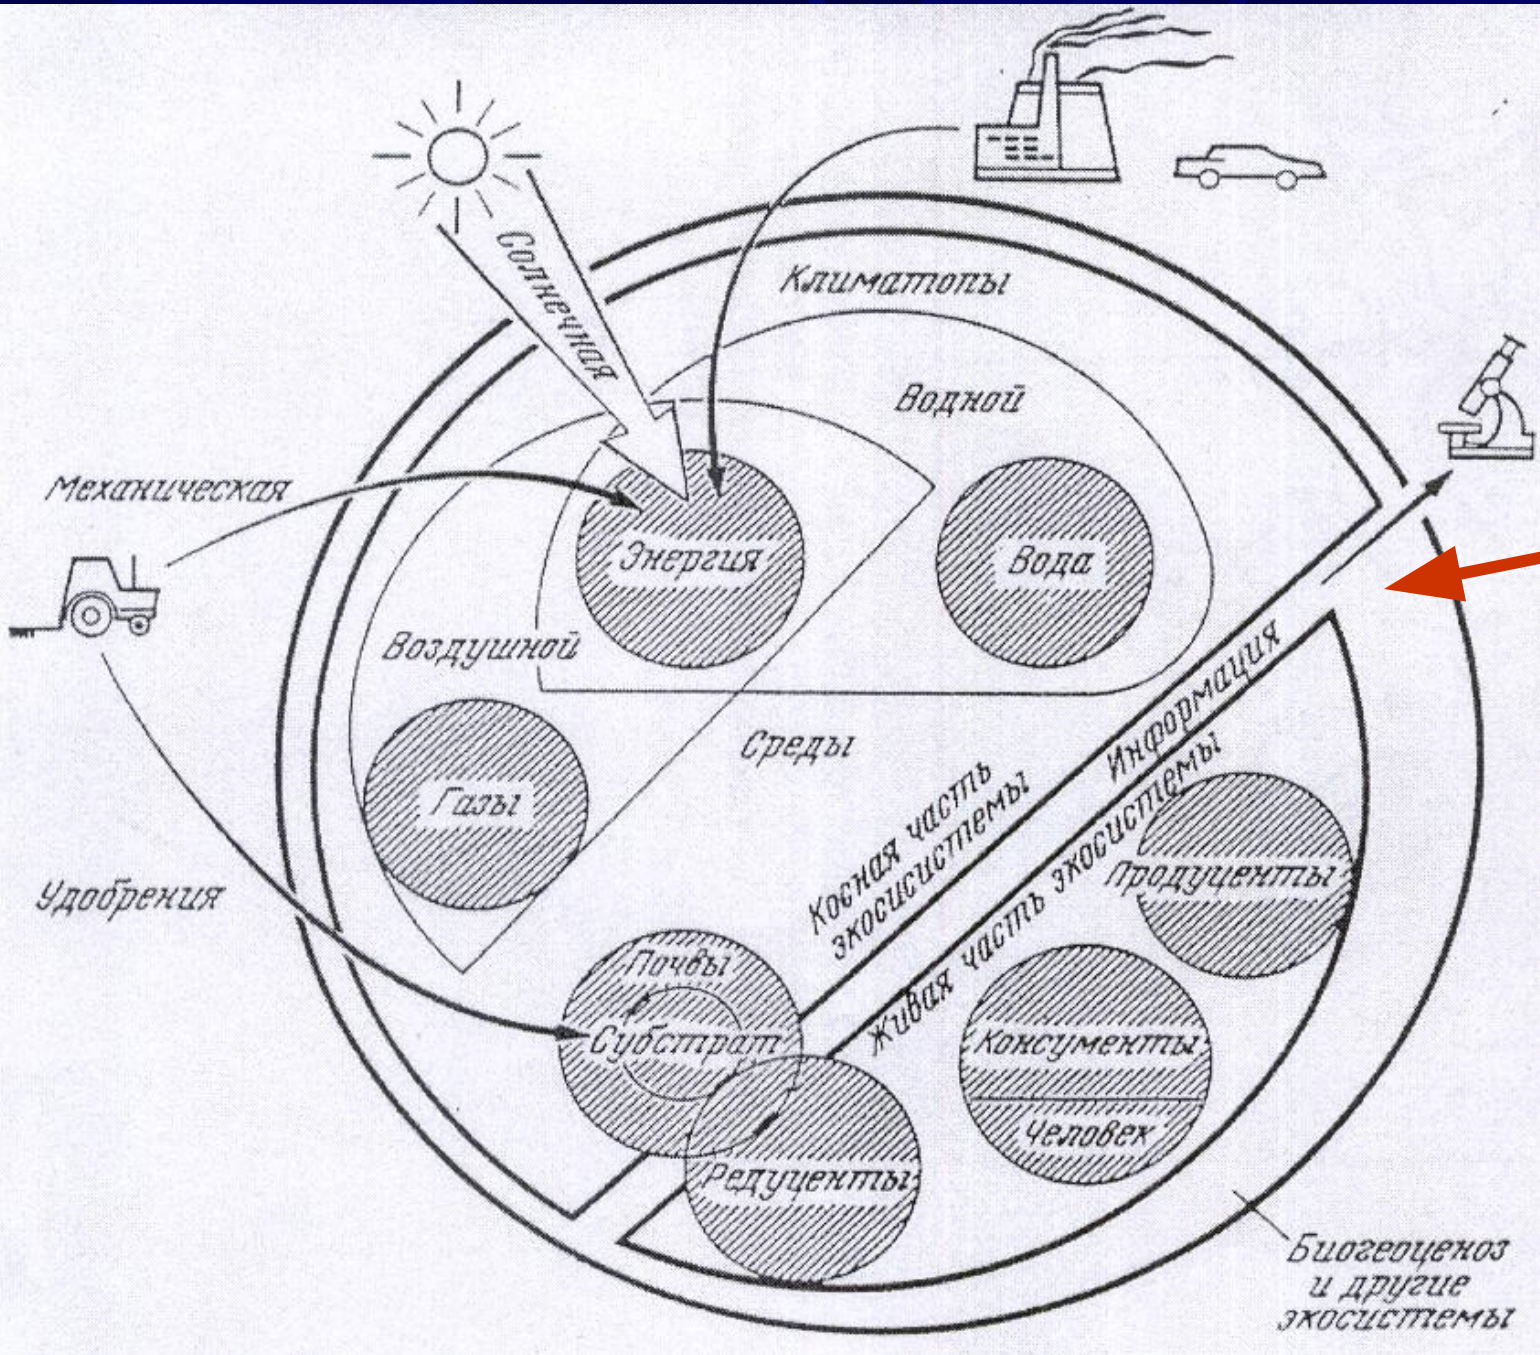 Солнечная
Климатопы
Водной
Механическая
Энергия
Вода
Воздушной
Среды
Газы
Информация
Косная часть
экосистемы
Живая часть экосистемы
Продуценты
Удобрения
Почвы
Субстрат
Консументы
Человек
Редуценты
Биогеоценоз
и другие
экосистемы